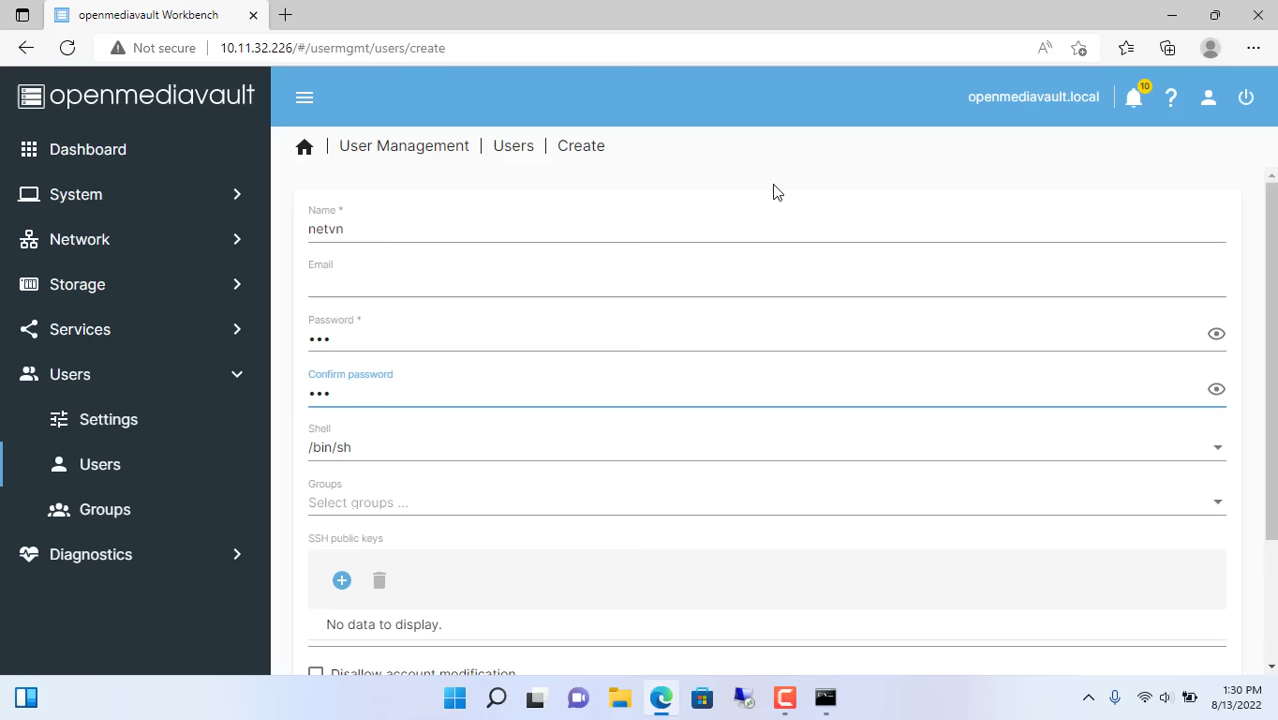 openmediavault Workbench
Not secure
10.11.32.226/#/usermgmt/users/create
openmediavault
openmediavault.local
10
?
User Management | Users | Create
Dashboard
System
Network
Storage
Services
Users
Settings
Users
Groups
Diagnostics
Name *
netvn
Email
Password *
•••
Confirm password
•••
Shell
/bin/sh
Groups
Select groups ...
SSH public keys
No data to display.
Disallow account modification
1:30 PM
8/13/2022